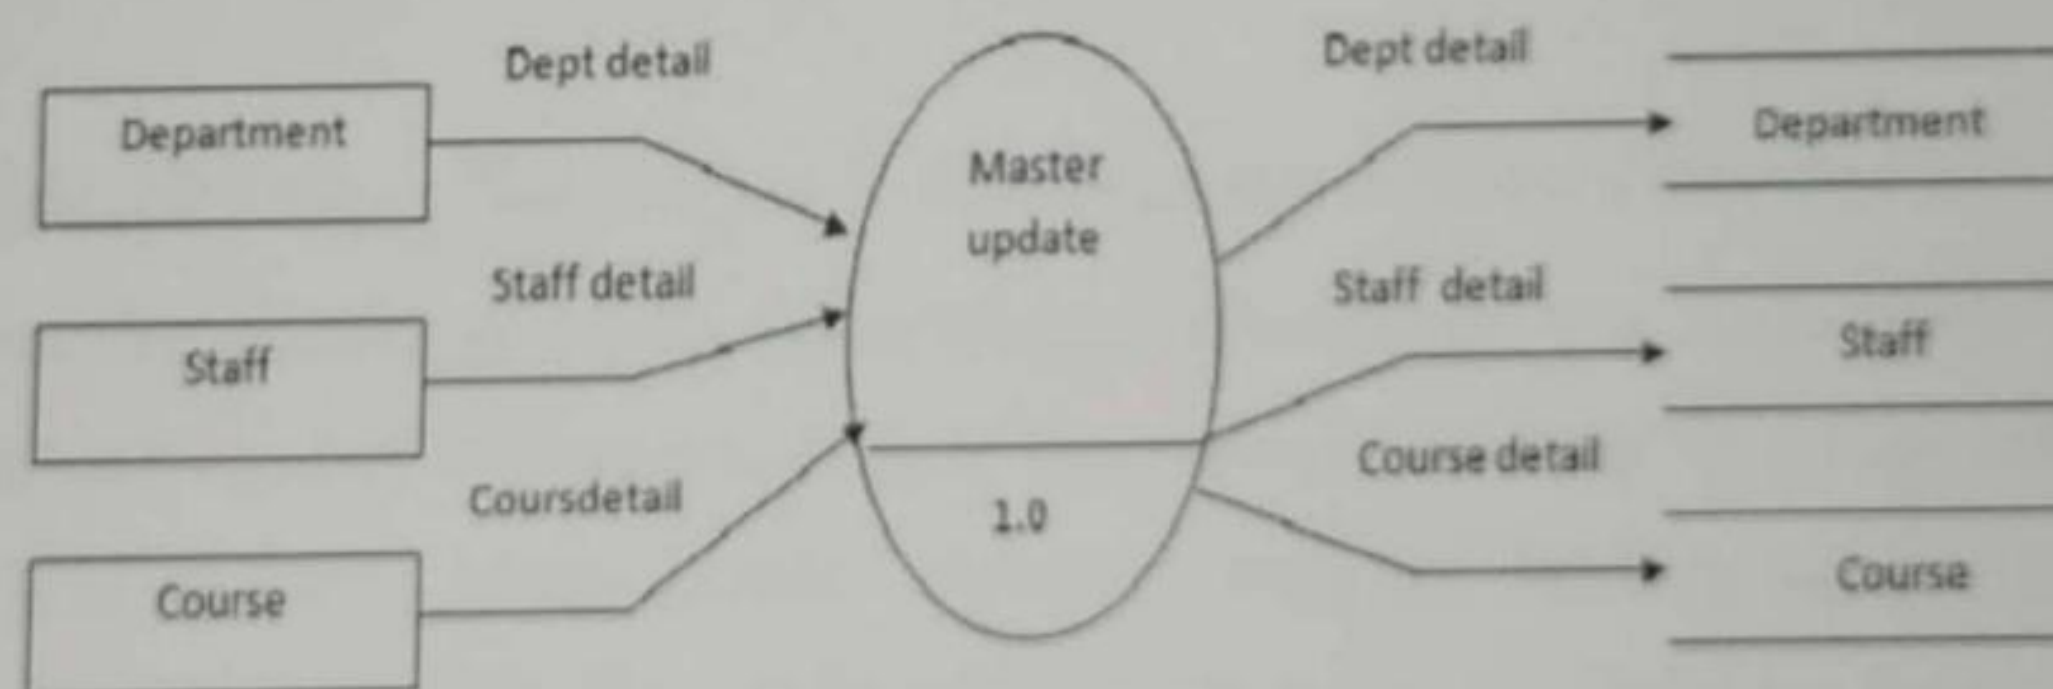 Dept detail
Dept detail
Department
Department
Master
update
Staff detail
Staff detail
Staff
Staff
Coursdetail
Course detail
1.0
Course
Course